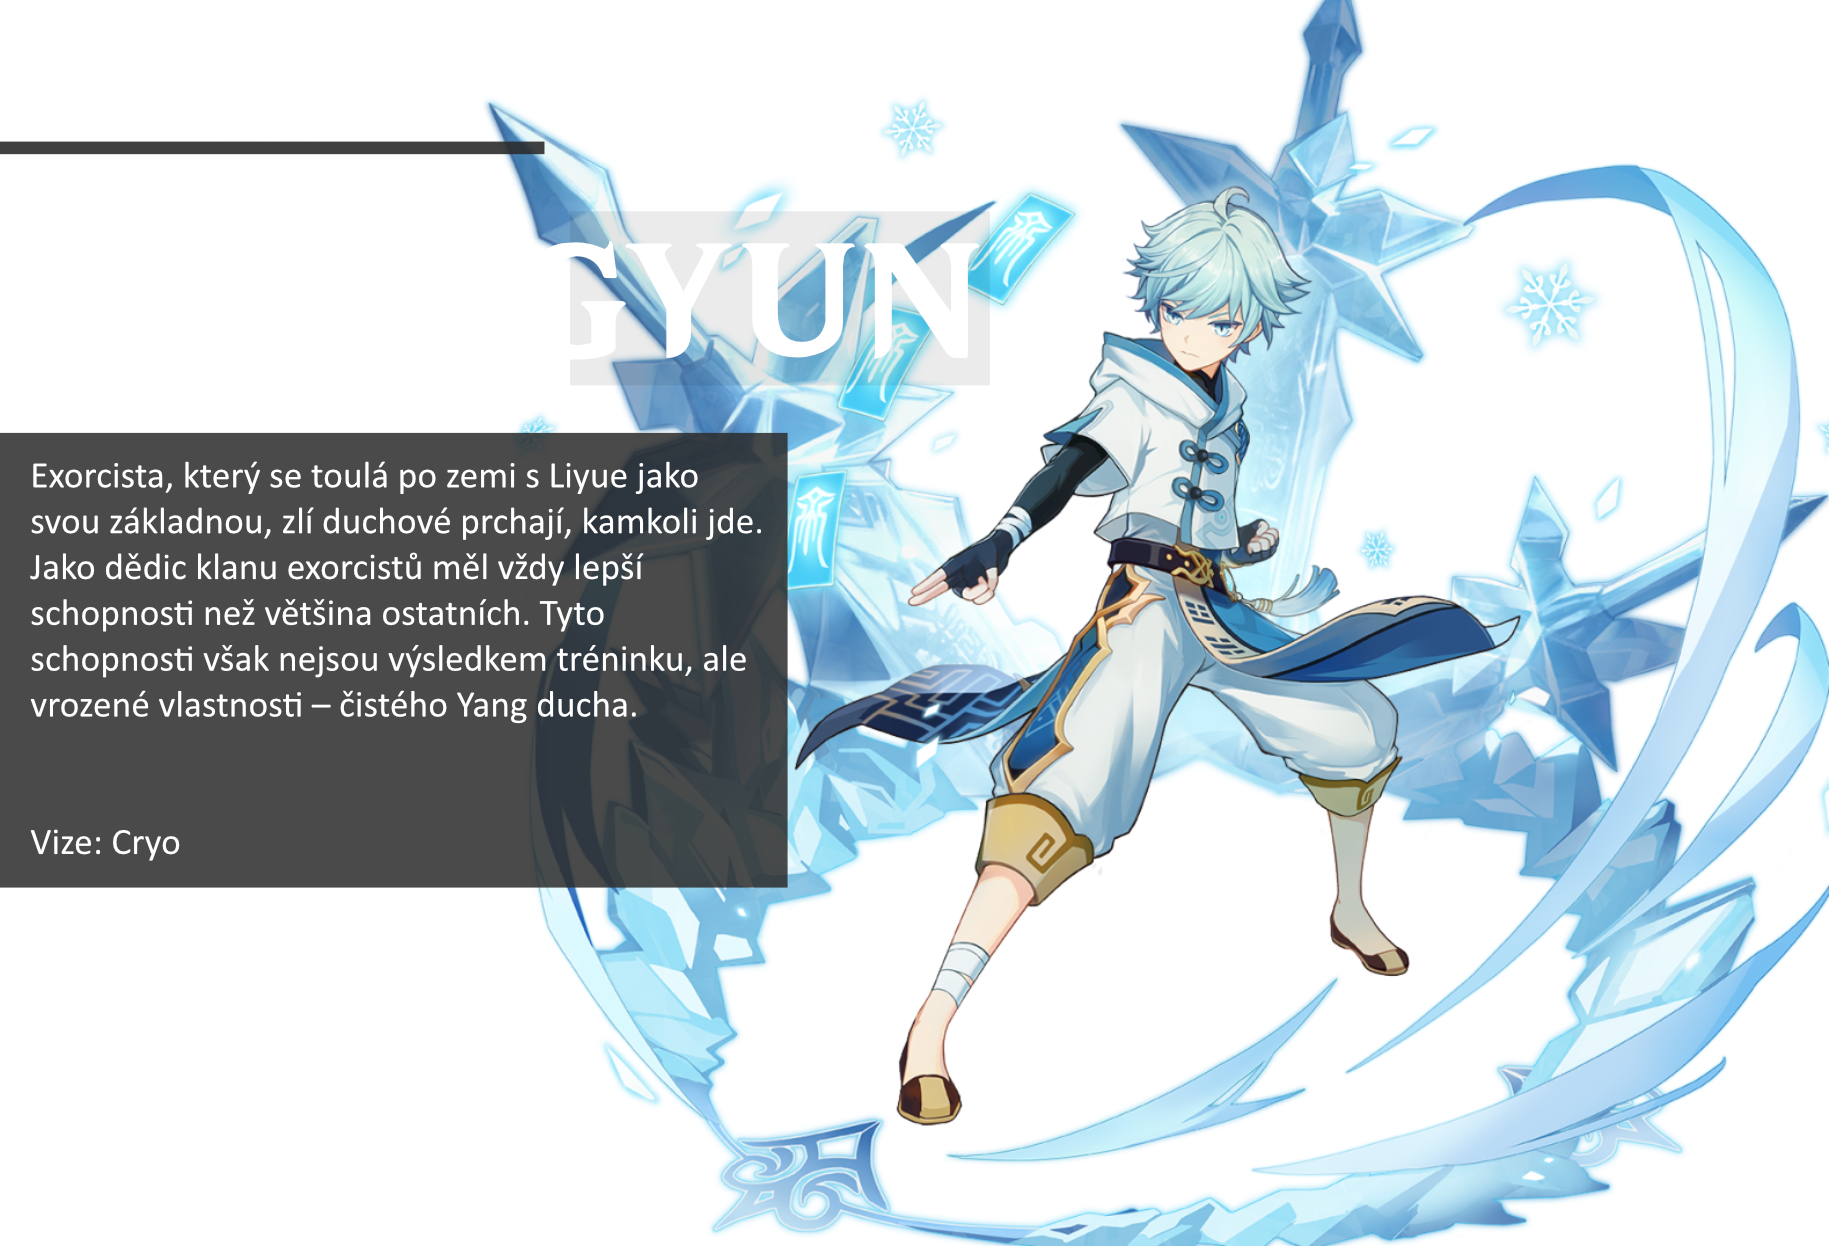 GYUN
Exorcista, který se toulá po zemi s Liyue jako
svou základnou, zlí duchové prchají, kamkoli jde.
Jako dědic klanu exorcistů měl vždy lepší
schopnosti než většina ostatních. Tyto
schopnosti však nejsou výsledkem tréninku, ale
vrozené vlastnosti – čistého Yang ducha.
Vize: Cryo